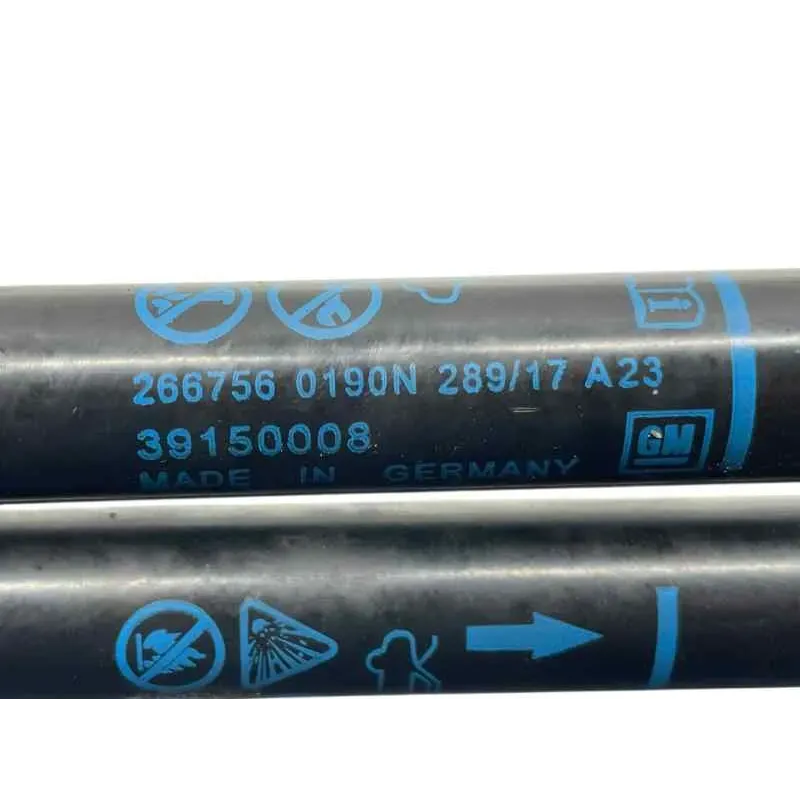 266756 0190N 289/17 A23
39150008
GM
MADE IN GERMANY